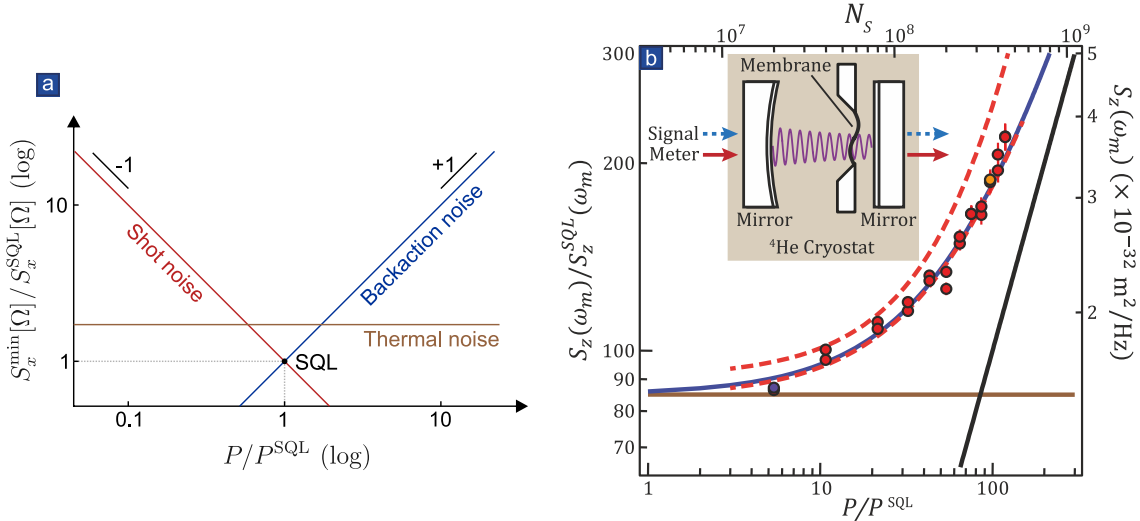 a
S_x^min[Ω]/S_x^SQL[Ω] (log)
10
1
-1
+1
Shot noise
Backaction noise
Thermal noise
SQL
0.1
1
10
P/P^SQL (log)
b
N_S
10^7
10^8
10^9
300
200
100
90
80
70
S_z(ω_m)/S_z^SQL(ω_m)
Membrane
Signal
Meter
Mirror
Mirror
^4He Cryostat
5
4
3
2
S_z(ω_m) (× 10^-32 m^2/Hz)
1
10
100
P/P^SQL